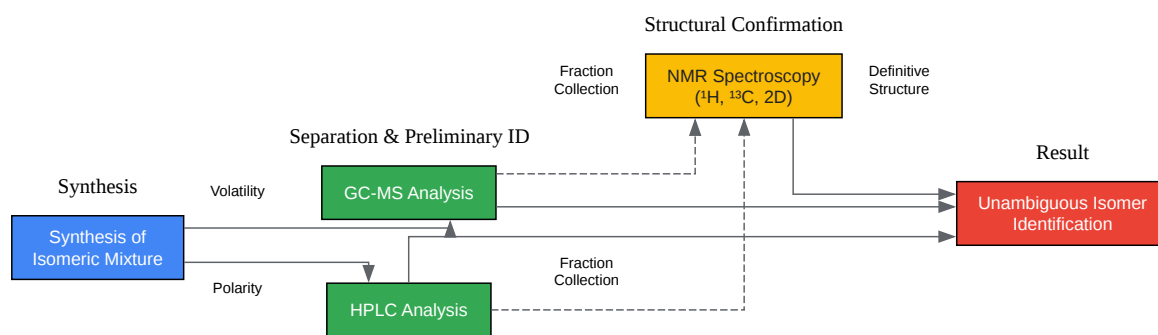 Structural Confirmation
Fraction
Collection
NMR Spectroscopy
(¹H, ¹³C, 2D)
Definitive
Structure
Separation & Preliminary ID
Result
Synthesis
Volatility
GC-MS Analysis
Unambiguous Isomer
Identification
Synthesis of
Isomeric Mixture
Polarity
HPLC Analysis
Fraction
Collection